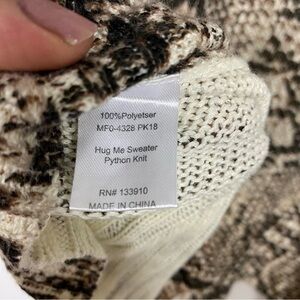 100%Polyetser
MF0-4328 PK18
Hug Me Sweater
Python Knit
RN# 133910
MADE IN CHINA